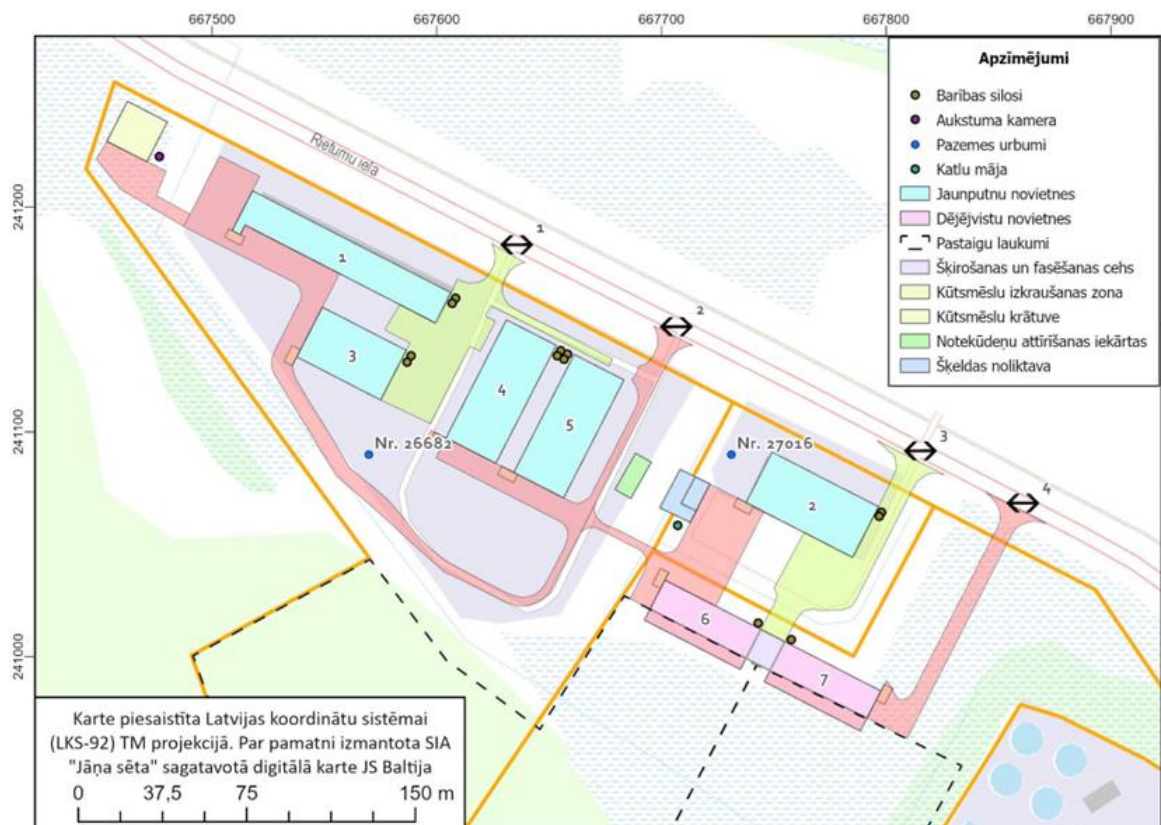 667500
667600
667700
667800
667900
241200
241100
241000
Rietumu iela
Apzīmējumi
Barības silosi
Aukstuma kamera
Pazemes urbumi
Katlu māja
Jaunputnu novietnes
Dējējvistu novietnes
Pastaigu laukumi
Šķirošanas un fasēšanas cehs
Kūtsmēslu izkraušanas zona
Kūtsmēslu krātuve
Notekūdeņu attīrīšanas iekārtas
Šķeldas noliktava
1
2
3
4
1
3
4
5
2
6
7
Nr. 26682
Nr. 27016
Karte piesaistīta Latvijas koordinātu sistēmai
(LKS-92) TM projekcijā. Par pamatni izmantota SIA
"Jāņa sēta" sagatavotā digitālā karte JS Baltija
0 37,5 75 150 m